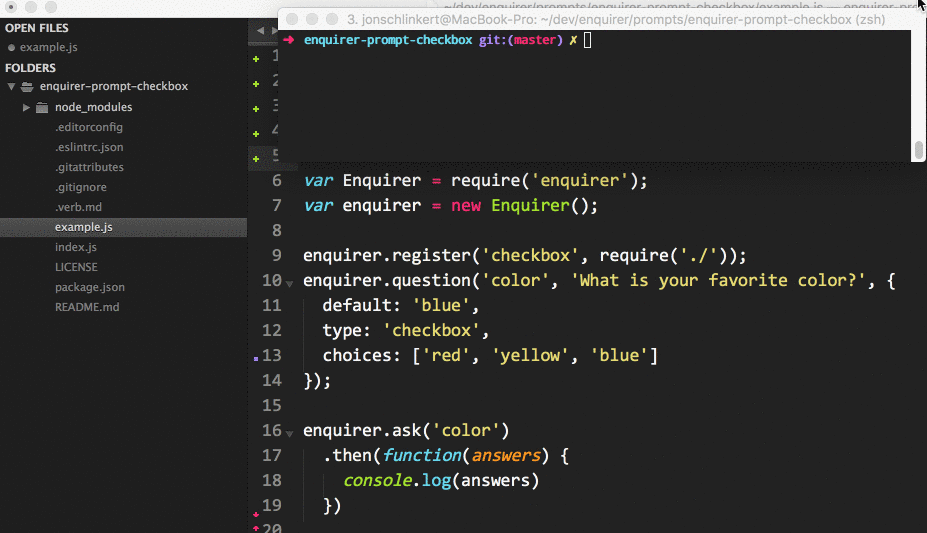 ~/dev/enquirer/prompts/enquirer-prompt-checkbox/example.js — enquirer-pro
3. jonschlinkert@MacBook-Pro: ~/dev/enquirer/prompts/enquirer-prompt-checkbox (zsh)
➜ enquirer-prompt-checkbox git:(master) ✗
OPEN FILES
example.js
FOLDERS
enquirer-prompt-checkbox
node_modules
.editorconfig
.eslintrc.json
.gitattributes
.gitignore
.verb.md
example.js
index.js
LICENSE
package.json
README.md
1
2
3
4
5
6 var Enquirer = require('enquirer');
7 var enquirer = new Enquirer();
8
9 enquirer.register('checkbox', require('./'));
10 enquirer.question('color', 'What is your favorite color?', {
11 default: 'blue',
12 type: 'checkbox',
13 choices: ['red', 'yellow', 'blue']
14 });
15
16 enquirer.ask('color')
17 .then(function(answers) {
18 console.log(answers)
19 })
20